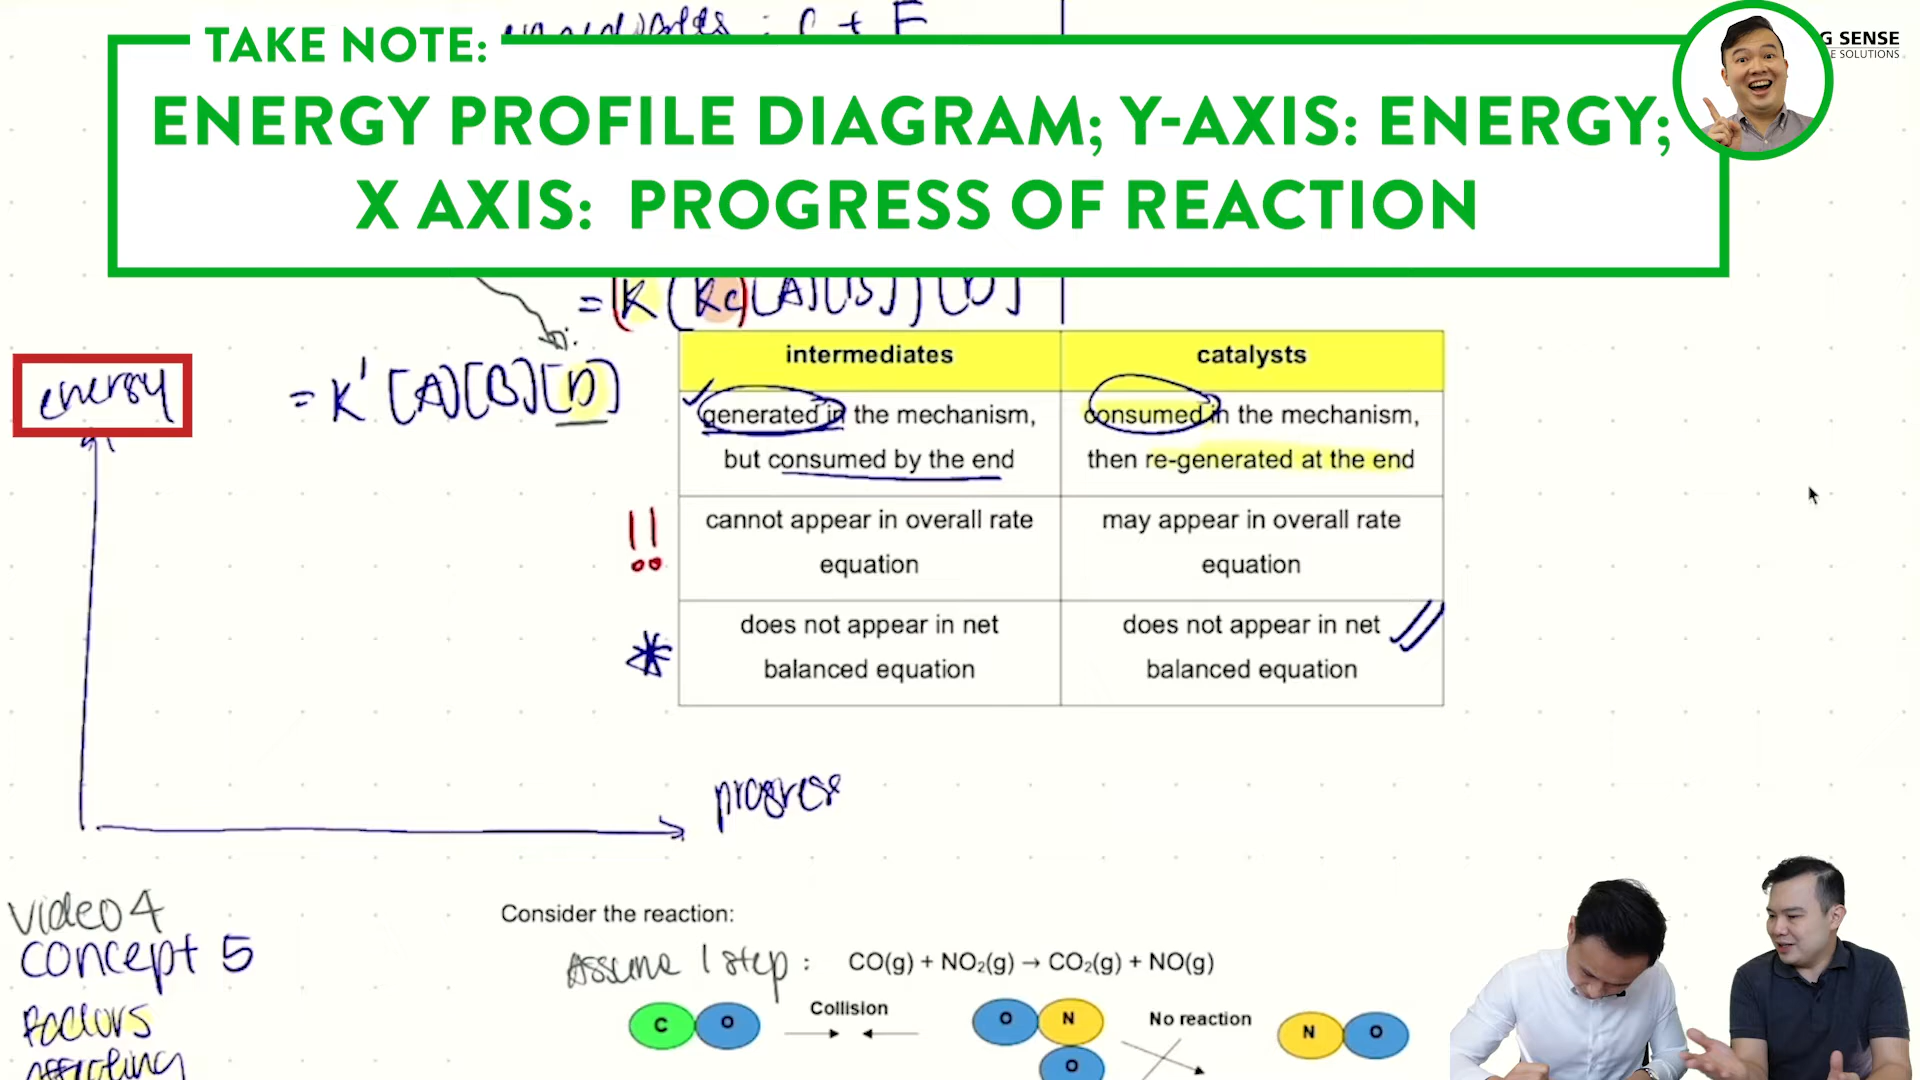 TAKE NOTE:
ENERGY PROFILE DIAGRAM; Y-AXIS: ENERGY;
X AXIS: PROGRESS OF REACTION
G SENSE
E SOLUTIONS
C + E
= (K (Kc)[A][B]) [D]
energy
= K' [A][B][D]
intermediates
catalysts
generated in the mechanism,
but consumed by the end
consumed in the mechanism,
then re-generated at the end
!!
cannot appear in overall rate
equation
may appear in overall rate
equation
*
does not appear in net
balanced equation
does not appear in net
balanced equation
progress
video 4
concept 5
factors
affecting
Consider the reaction:
Assume 1 step : CO(g) + NO₂(g) → CO₂(g) + NO(g)
C O
Collision
O N
O
No reaction
N O